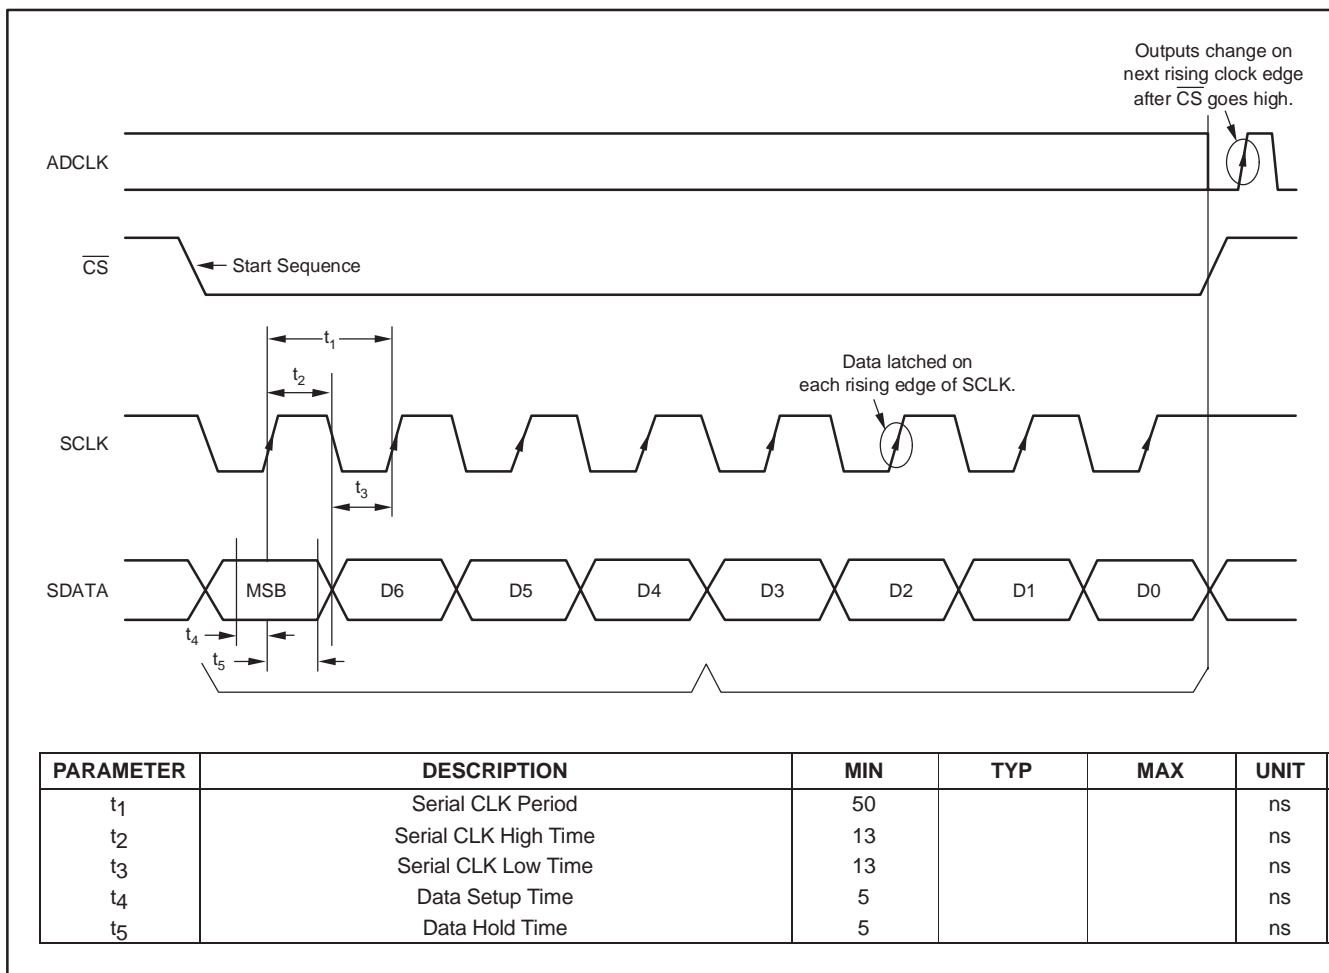 Outputs change on
next rising clock edge
after C̅S̅ goes high.
ADCLK
C̅S̅
Start Sequence
t1
t2
Data latched on
each rising edge of SCLK.
SCLK
t3
SDATA
MSB D6 D5 D4 D3 D2 D1 D0
t4
t5
PARAMETER DESCRIPTION MIN TYP MAX UNIT
t1 Serial CLK Period 50 ns
t2 Serial CLK High Time 13 ns
t3 Serial CLK Low Time 13 ns
t4 Data Setup Time 5 ns
t5 Data Hold Time 5 ns